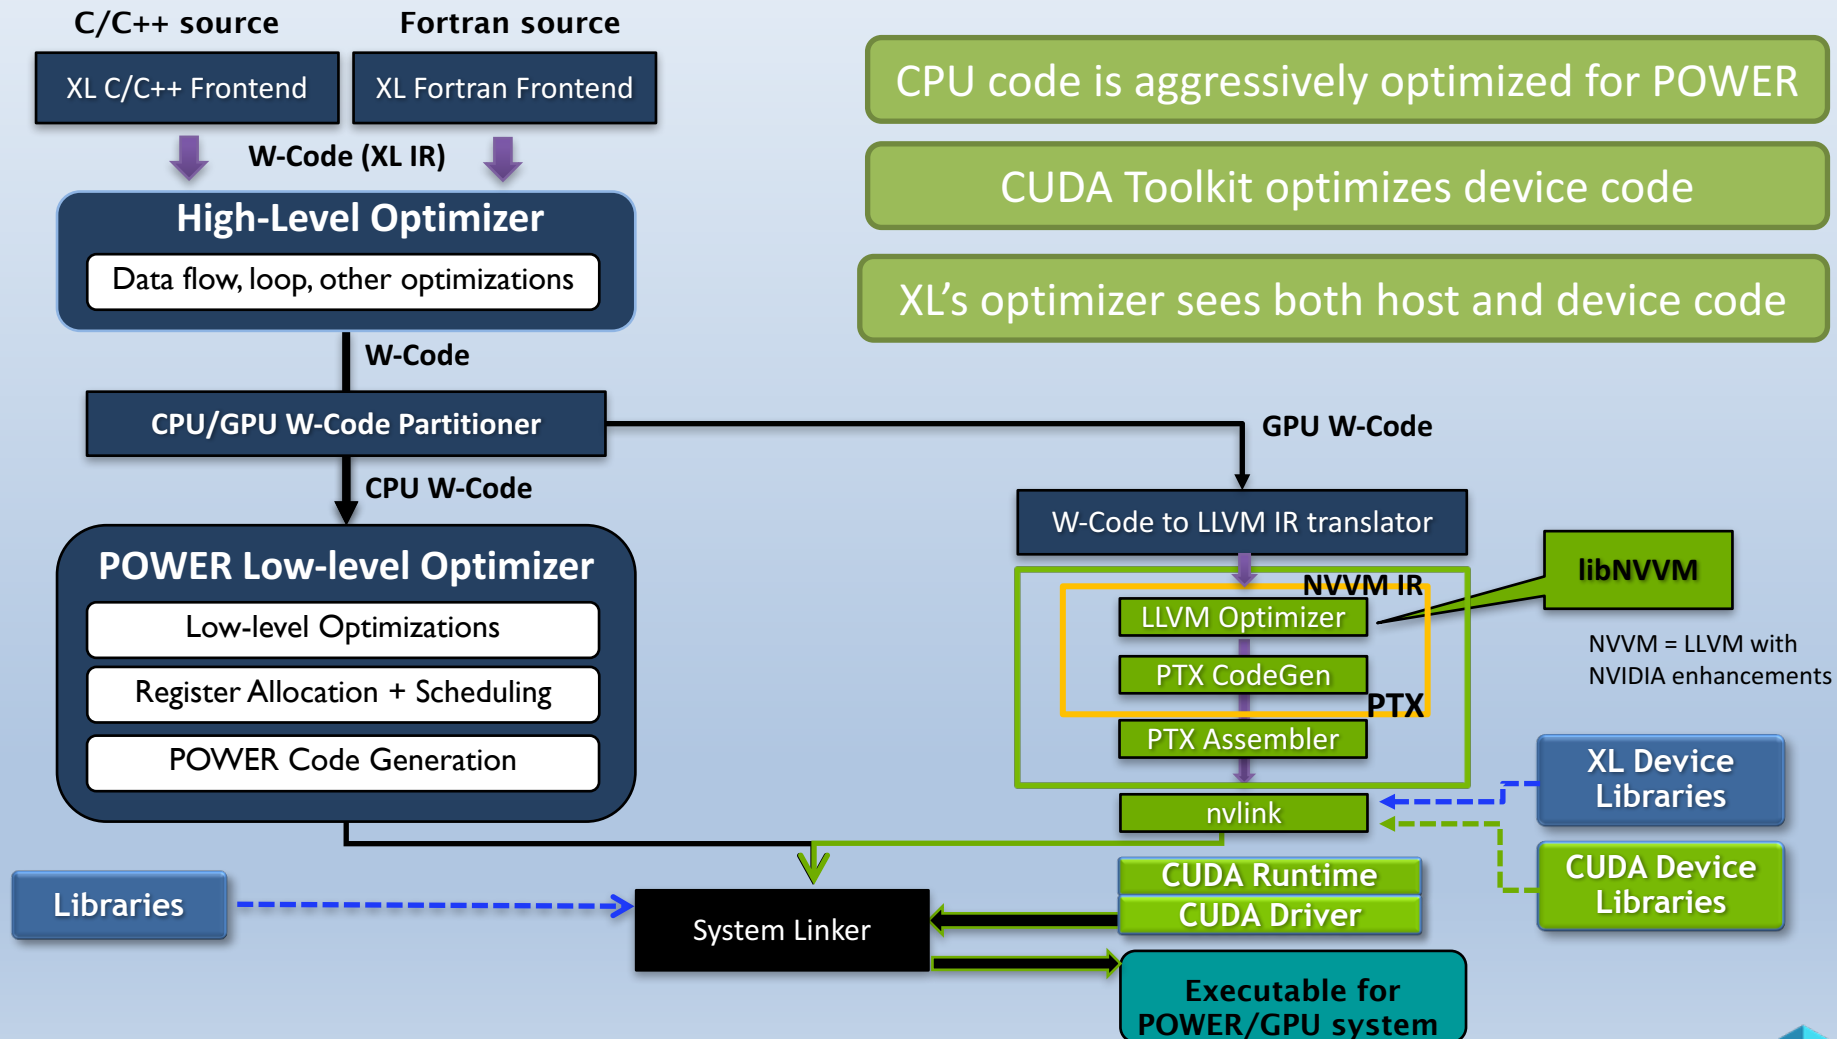 C/C++ source
Fortran source
XL C/C++ Frontend
XL Fortran Frontend
W-Code (XL IR)
High-Level Optimizer
Data flow, loop, other optimizations
W-Code
CPU/GPU W-Code Partitioner
CPU W-Code
POWER Low-level Optimizer
Low-level Optimizations
Register Allocation + Scheduling
POWER Code Generation
Libraries
System Linker
CPU code is aggressively optimized for POWER
CUDA Toolkit optimizes device code
XL’s optimizer sees both host and device code
GPU W-Code
W-Code to LLVM IR translator
NVVM IR
LLVM Optimizer
PTX CodeGen
PTX
PTX Assembler
nvlink
libNVVM
NVVM = LLVM with
NVIDIA enhancements
XL Device
Libraries
CUDA Device
Libraries
CUDA Runtime
CUDA Driver
Executable for
POWER/GPU system